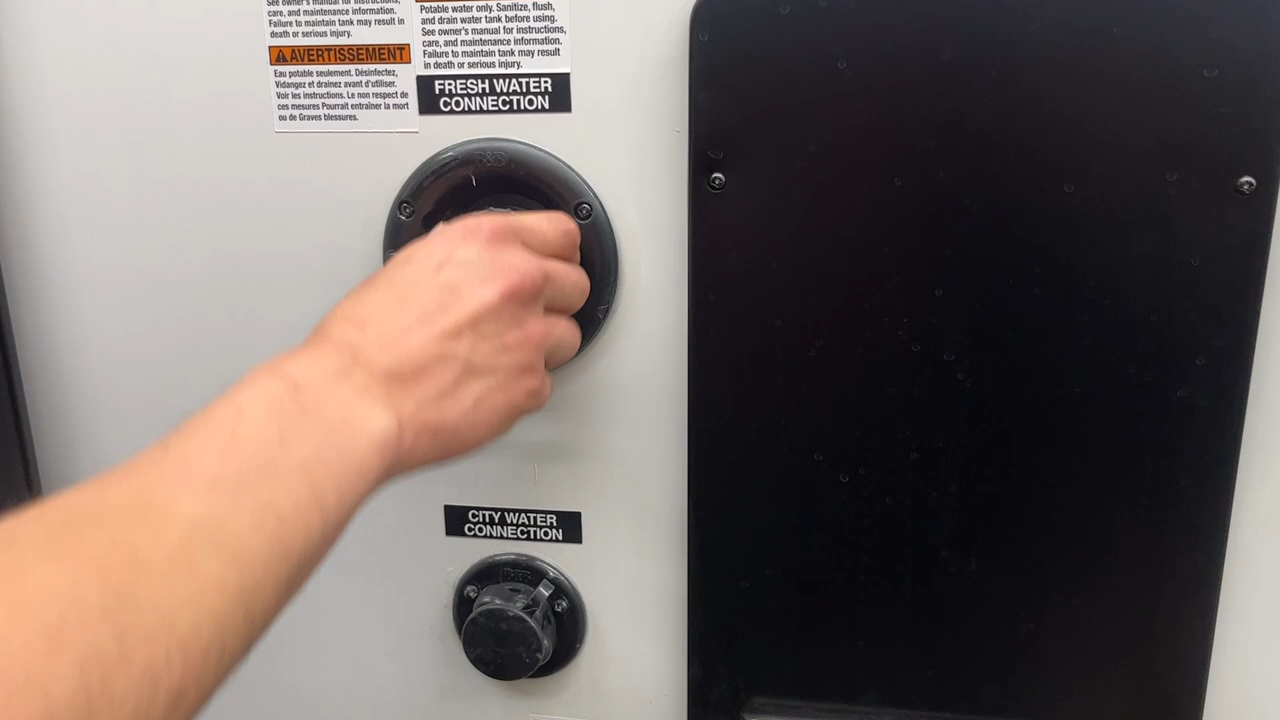 See owner's manual for instructions,
care, and maintenance information.
Failure to maintain tank may result in
death or serious injury.
AVERTISSEMENT
Eau potable seulement. Désinfectez,
Vidangez et drainez avant d'utiliser.
Voir les instructions. Le non respect de
ces mesures Pourrait entraîner la mort
ou de Graves blessures.
Potable water only. Sanitize, flush,
and drain water tank before using.
See owner's manual for instructions,
care, and maintenance information.
Failure to maintain tank may result
in death or serious injury.
FRESH WATER
CONNECTION
CITY WATER
CONNECTION